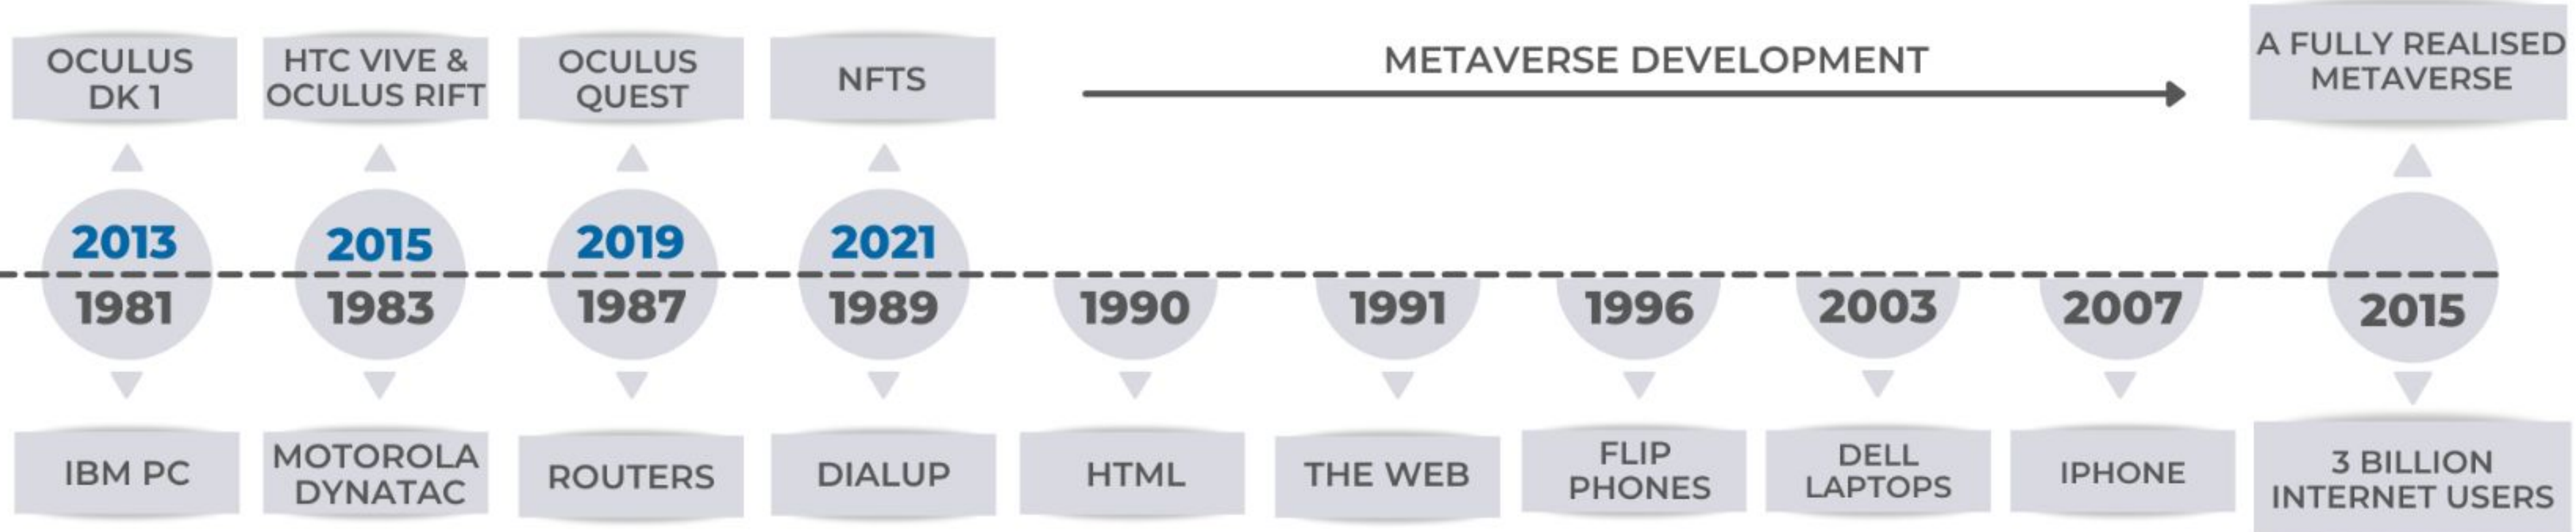 OCULUS
DK 1
HTC VIVE &
OCULUS RIFT
OCULUS
QUEST
NFTS
METAVERSE DEVELOPMENT
A FULLY REALISED
METAVERSE
2013
2015
2019
2021
1981
1983
1987
1989
1990
1991
1996
2003
2007
2015
IBM PC
MOTOROLA
DYNATAC
ROUTERS
DIALUP
HTML
THE WEB
FLIP
PHONES
DELL
LAPTOPS
IPHONE
3 BILLION
INTERNET USERS